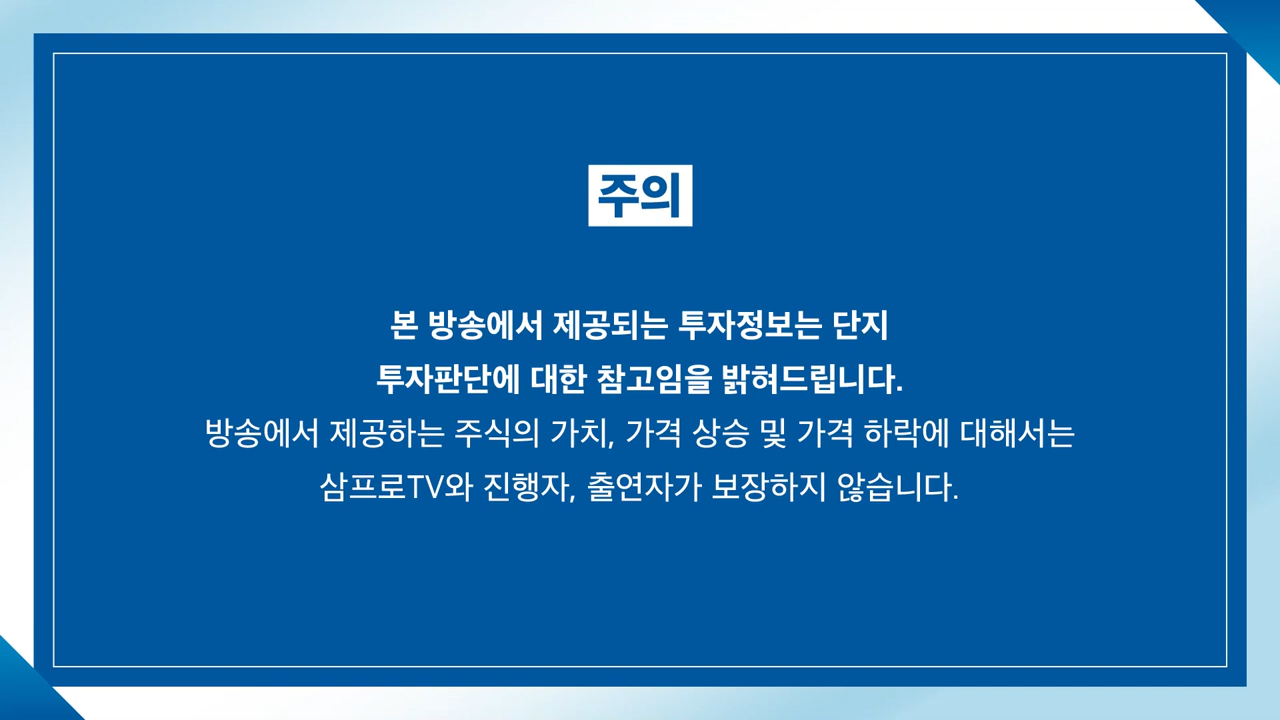 주의
본 방송에서 제공되는 투자정보는 단지
투자판단에 대한 참고임을 밝혀드립니다.
방송에서 제공하는 주식의 가치, 가격 상승 및 가격 하락에 대해서는
삼프로TV와 진행자, 출연자가 보장하지 않습니다.